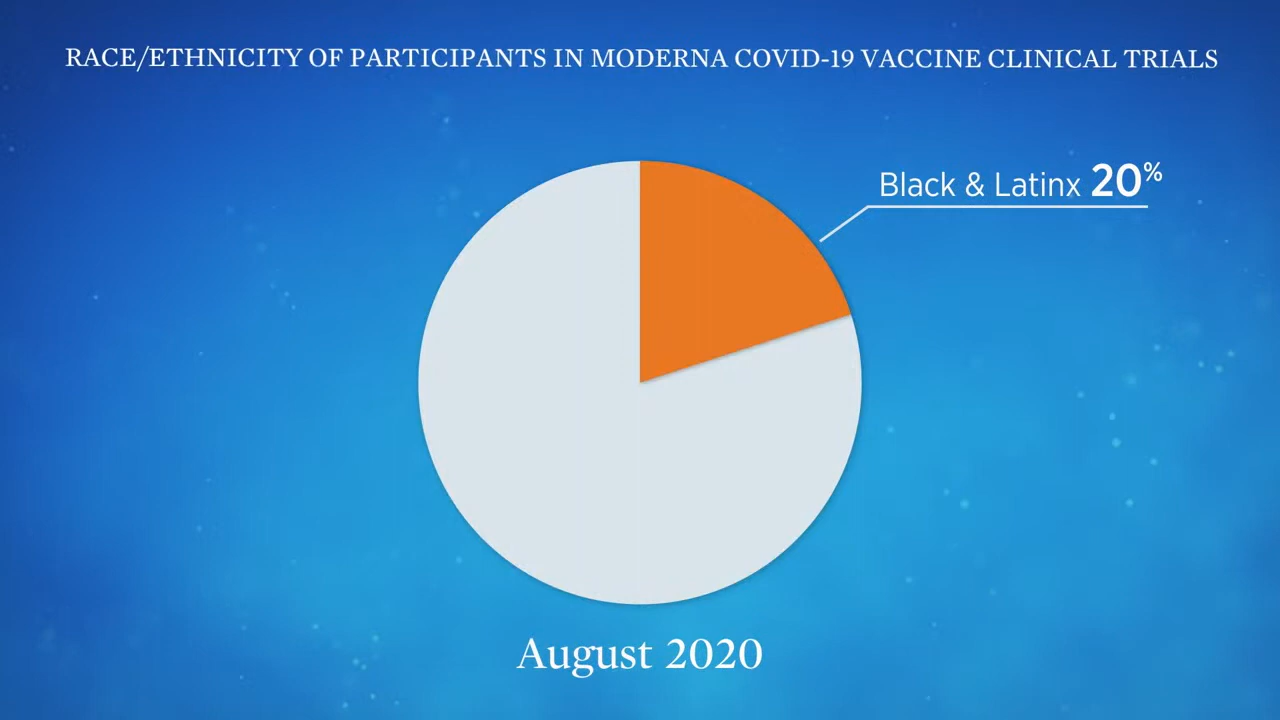 RACE/ETHNICITY OF PARTICIPANTS IN MODERNA COVID-19 VACCINE CLINICAL TRIALS
Black & Latinx 20%
August 2020